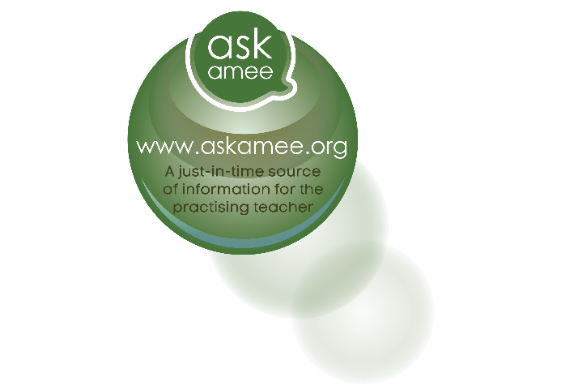 ask
amee
www.askamee.org
A just-in-time source
of information for the
practising teacher